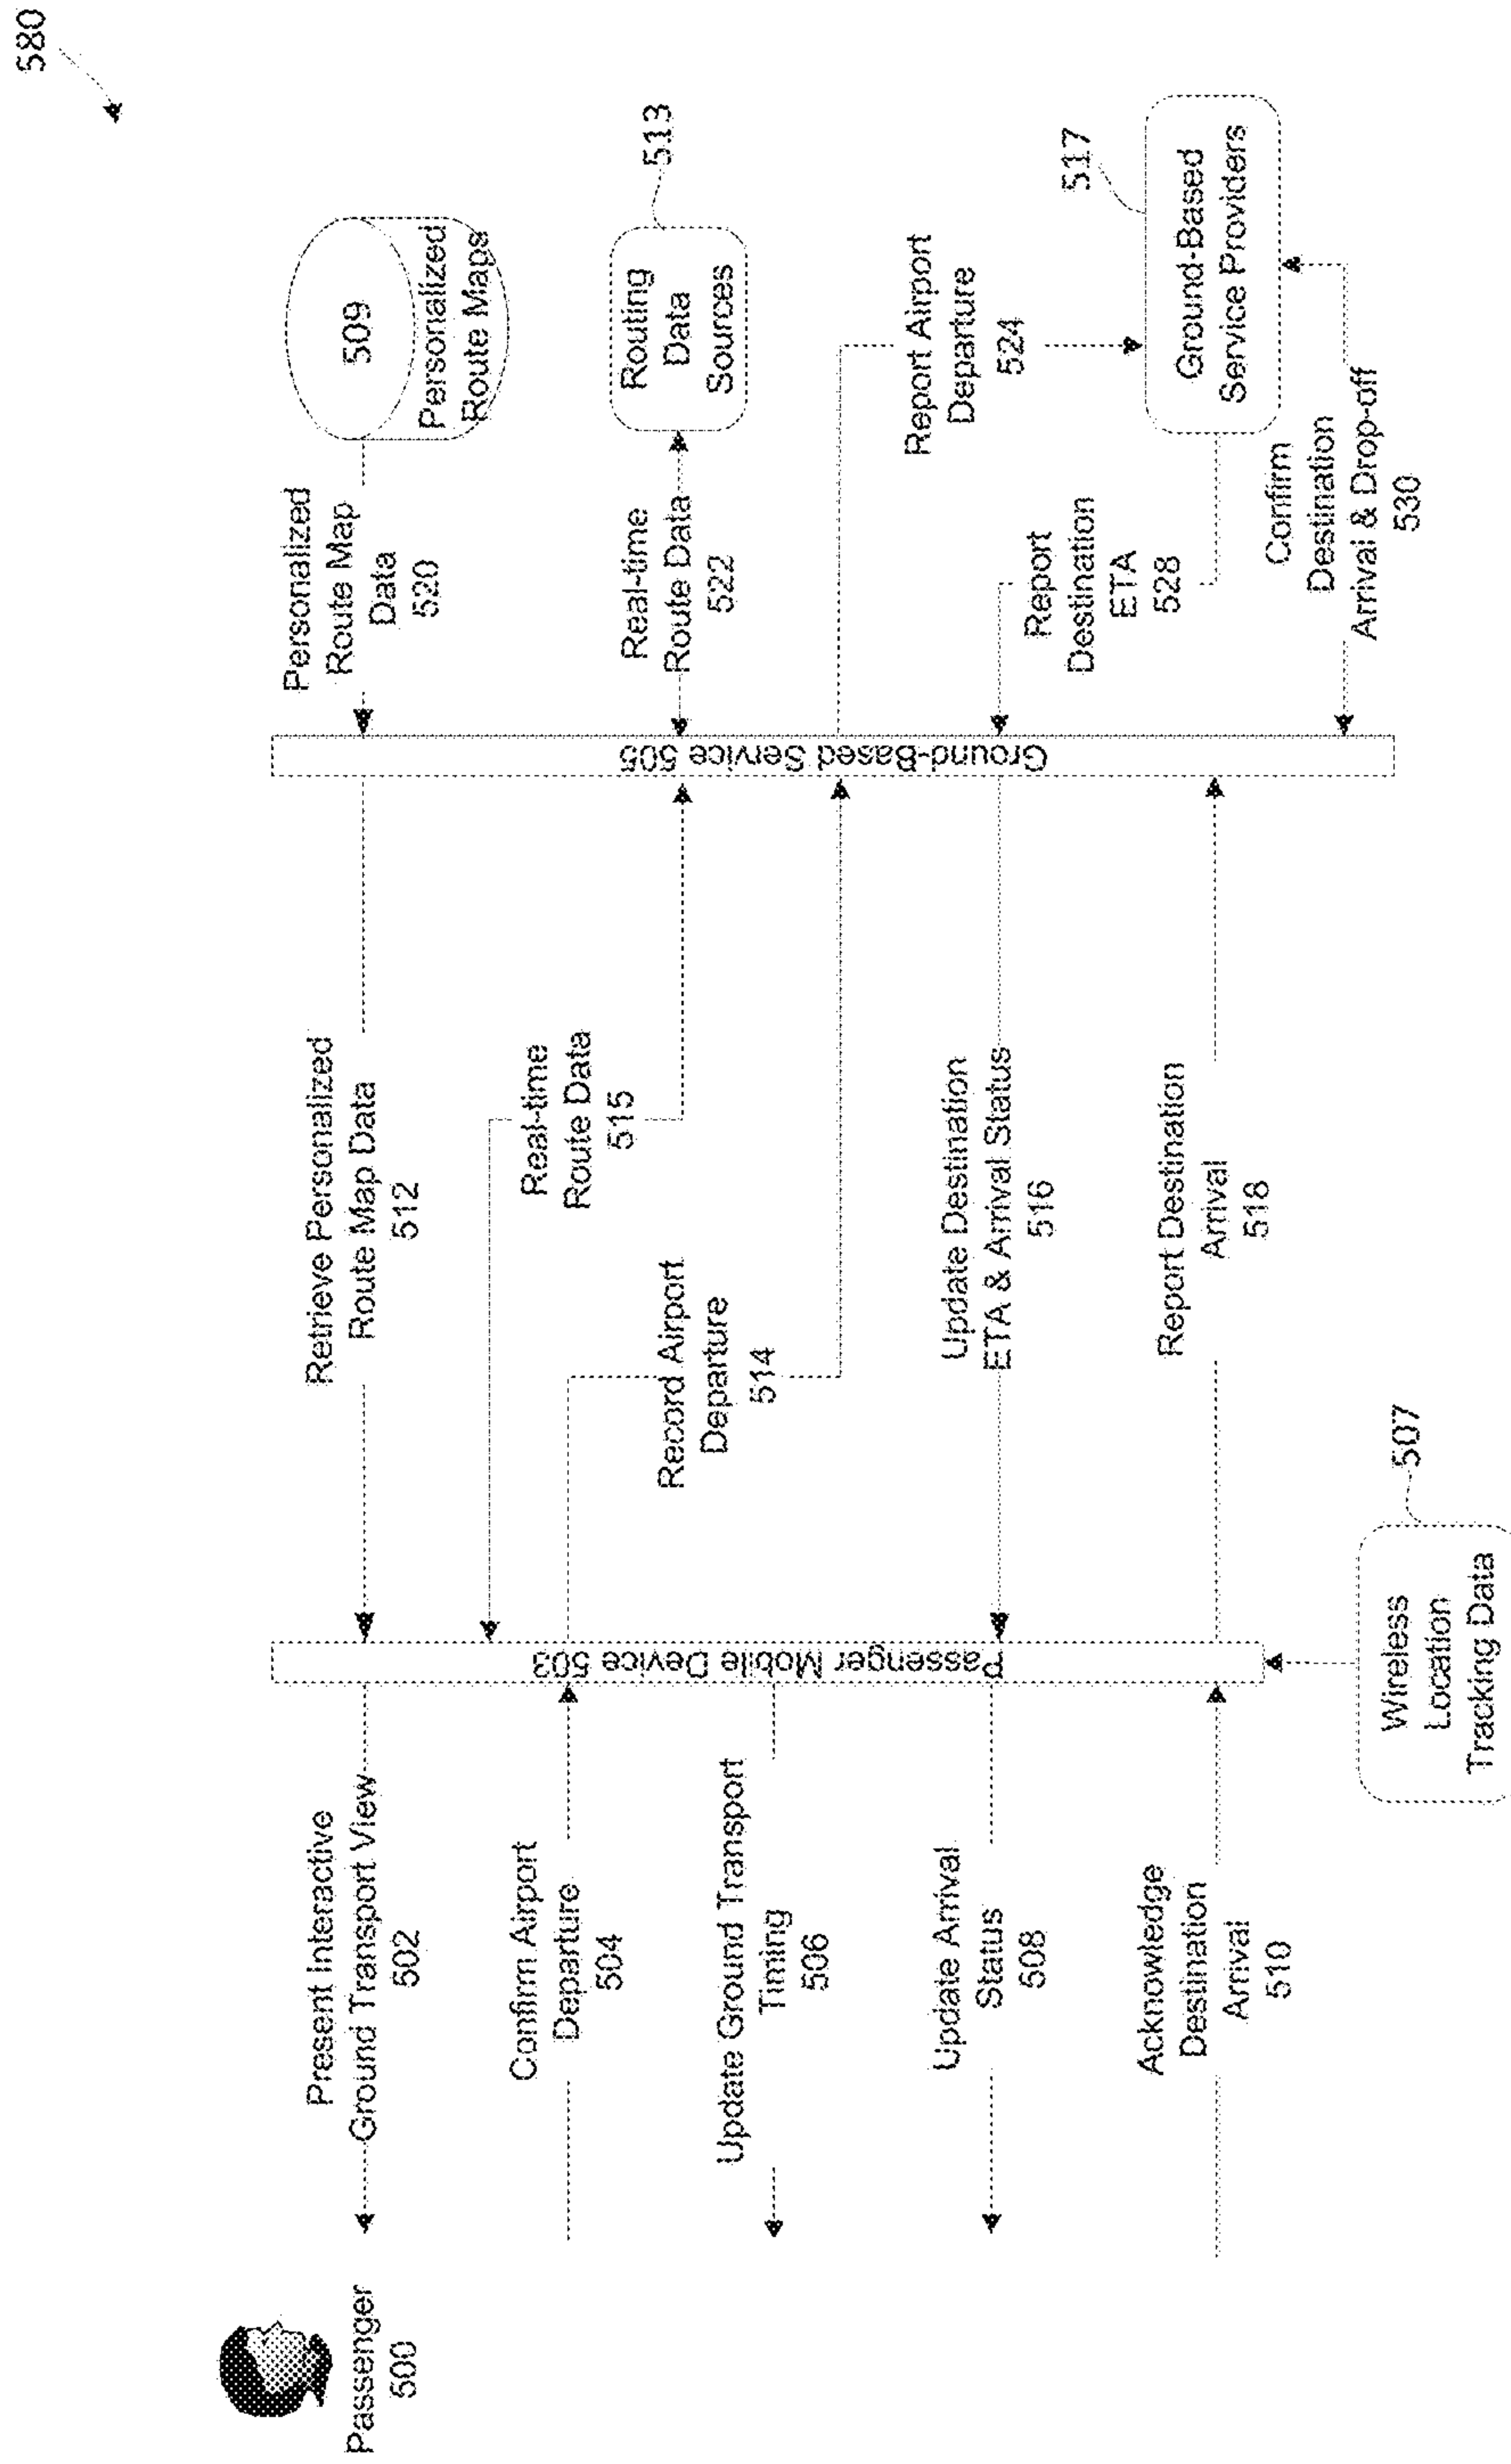 580
Passenger
500
Present Interactive
Ground Transport View
502
Confirm Airport
Departure
504
Update Ground Transport
Timing
506
Update Arrival
Status
508
Acknowledge
Destination
Arrival
510
Passenger Mobile Device 503
Wireless
Location
Tracking Data
507
Retrieve Personalized
Route Map Data
512
Real-time
Route Data
515
Record Airport
Departure
514
Update Destination
ETA & Arrival Status
516
Report Destination
Arrival
518
Ground-Based Service 505
Personalized
Route Map
Data
520
Real-time
Route Data
522
Report Airport
Departure
524
Report
Destination
ETA
528
Confirm
Destination
Arrival & Drop-off
530
509
Personalized
Route Maps
Routing
Data
Sources
513
517
Ground-Based
Service Providers